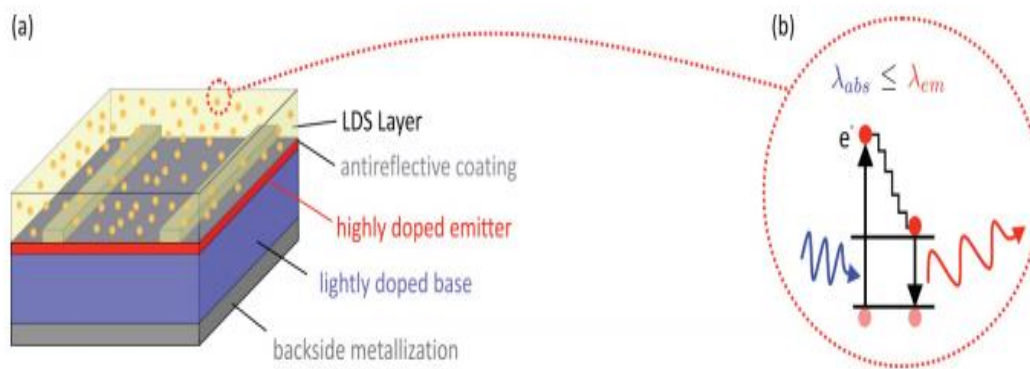 (a)
LDS Layer
antireflective coating
highly doped emitter
lightly doped base
backside metallization
(b)
λabs ≤ λem
e-